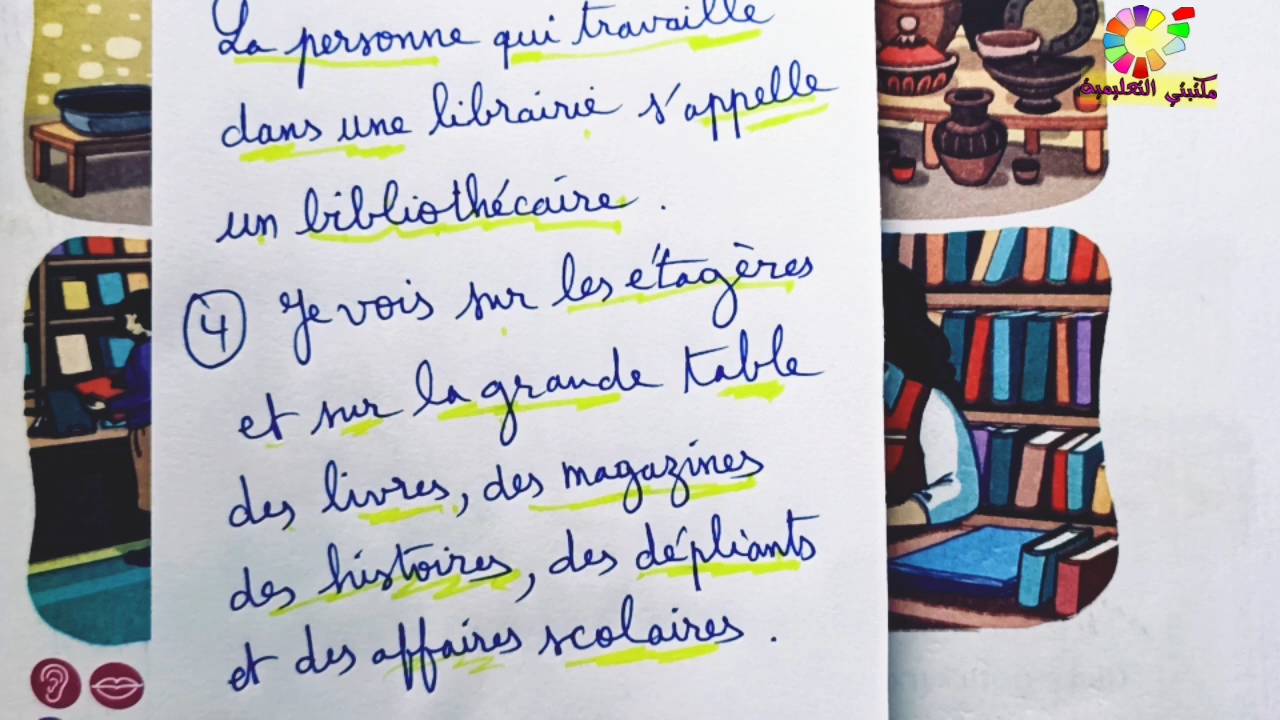 La personne qui travaille
dans une librairie s'appelle
un bibliothécaire.
4 Je vois sur les étagères
et sur la grande table
des livres, des magazines
des histoires, des dépliants
et des affaires scolaires.
مكتبتي التعليمية